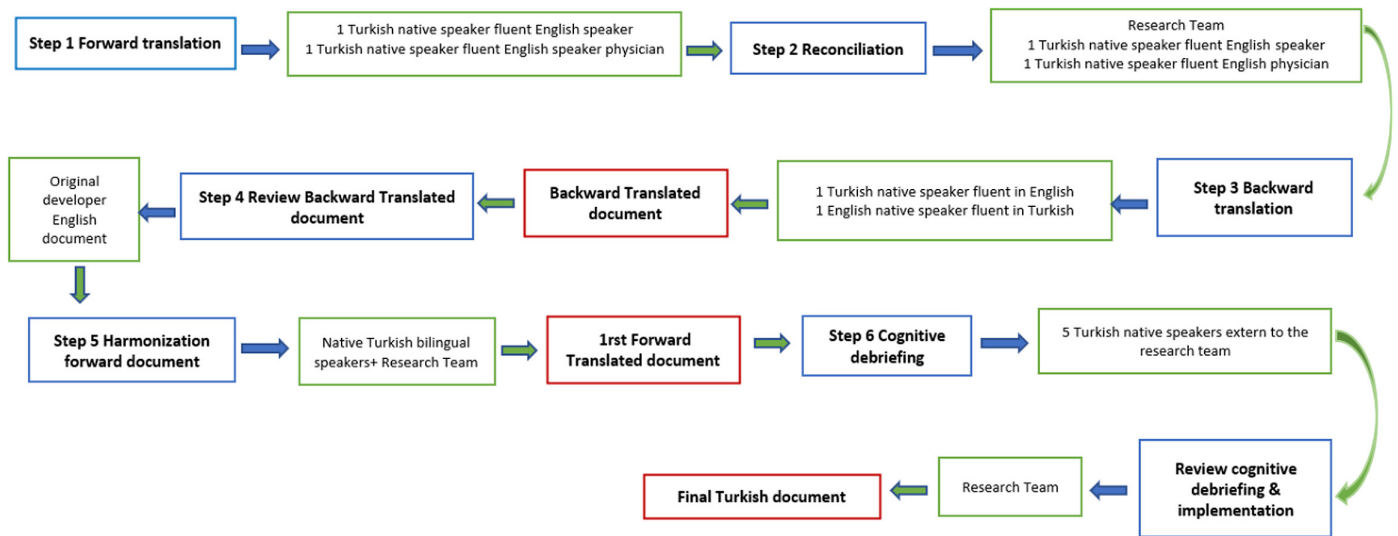 Step 1 Forward translation
1 Turkish native speaker fluent English speaker
1 Turkish native speaker fluent English speaker physician
Step 2 Reconciliation
Research Team
1 Turkish native speaker fluent English speaker
1 Turkish native speaker fluent English physician
Step 3 Backward
translation
1 Turkish native speaker fluent in English
1 English native speaker fluent in Turkish
Backward Translated
document
Step 4 Review Backward Translated
document
Original
developer
English
document
Step 5 Harmonization
forward document
Native Turkish bilingual
speakers+ Research Team
1rst Forward
Translated document
Step 6 Cognitive
debriefing
5 Turkish native speakers extern to the
research team
Review cognitive
debriefing &
implementation
Research Team
Final Turkish document